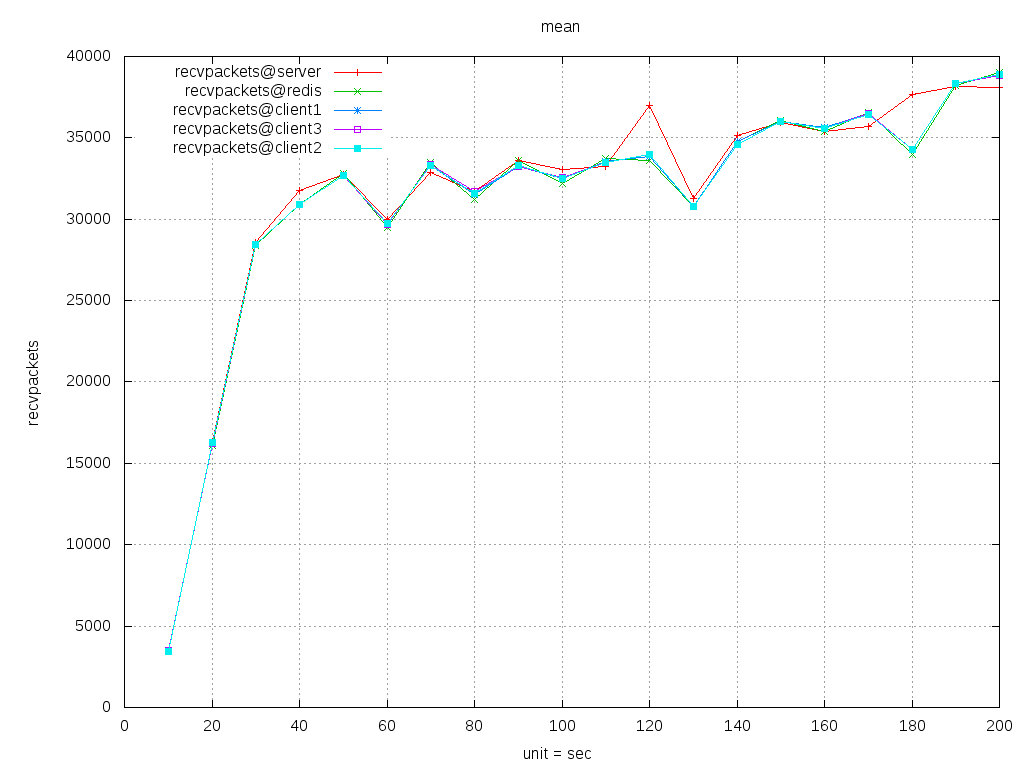 mean
40000
35000
30000
25000
20000
15000
10000
5000
0
recvpackets@server
recvpackets@redis
recvpackets@client1
recvpackets@client3
recvpackets@client2
recvpackets
0 20 40 60 80 100 120 140 160 180 200
unit = sec